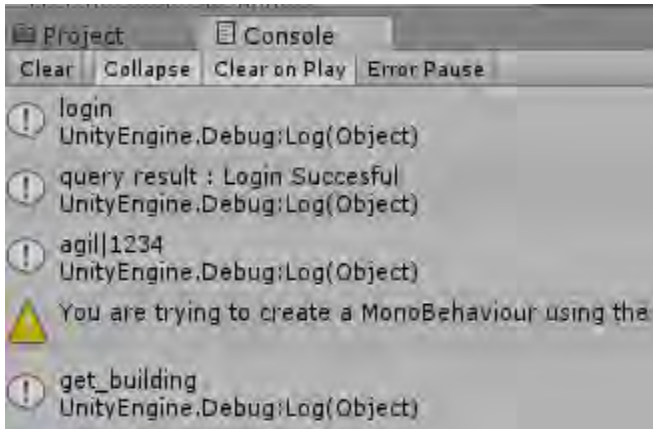 Project Console
Clear Collapse Clear on Play Error Pause
login
UnityEngine.Debug:Log(Object)
query result : Login Succesful
UnityEngine.Debug:Log(Object)
agil|1234
UnityEngine.Debug:Log(Object)
You are trying to create a MonoBehaviour using the
get_building
UnityEngine.Debug:Log(Object)